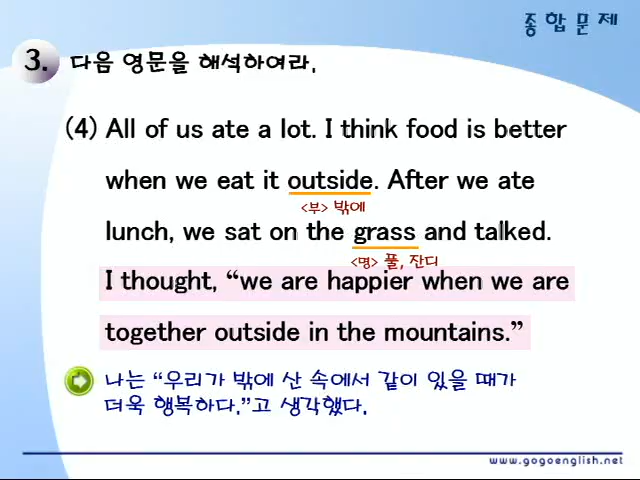 종합문제
3. 다음 영문을 해석하여라.
(4) All of us ate a lot. I think food is better
when we eat it outside. After we ate
<부> 밖에
lunch, we sat on the grass and talked.
<명> 풀, 잔디
I thought, “we are happier when we are
together outside in the mountains.”
나는 “우리가 밖에 산 속에서 같이 있을 때가
더욱 행복하다.”고 생각했다.
www.gogoenglish.net